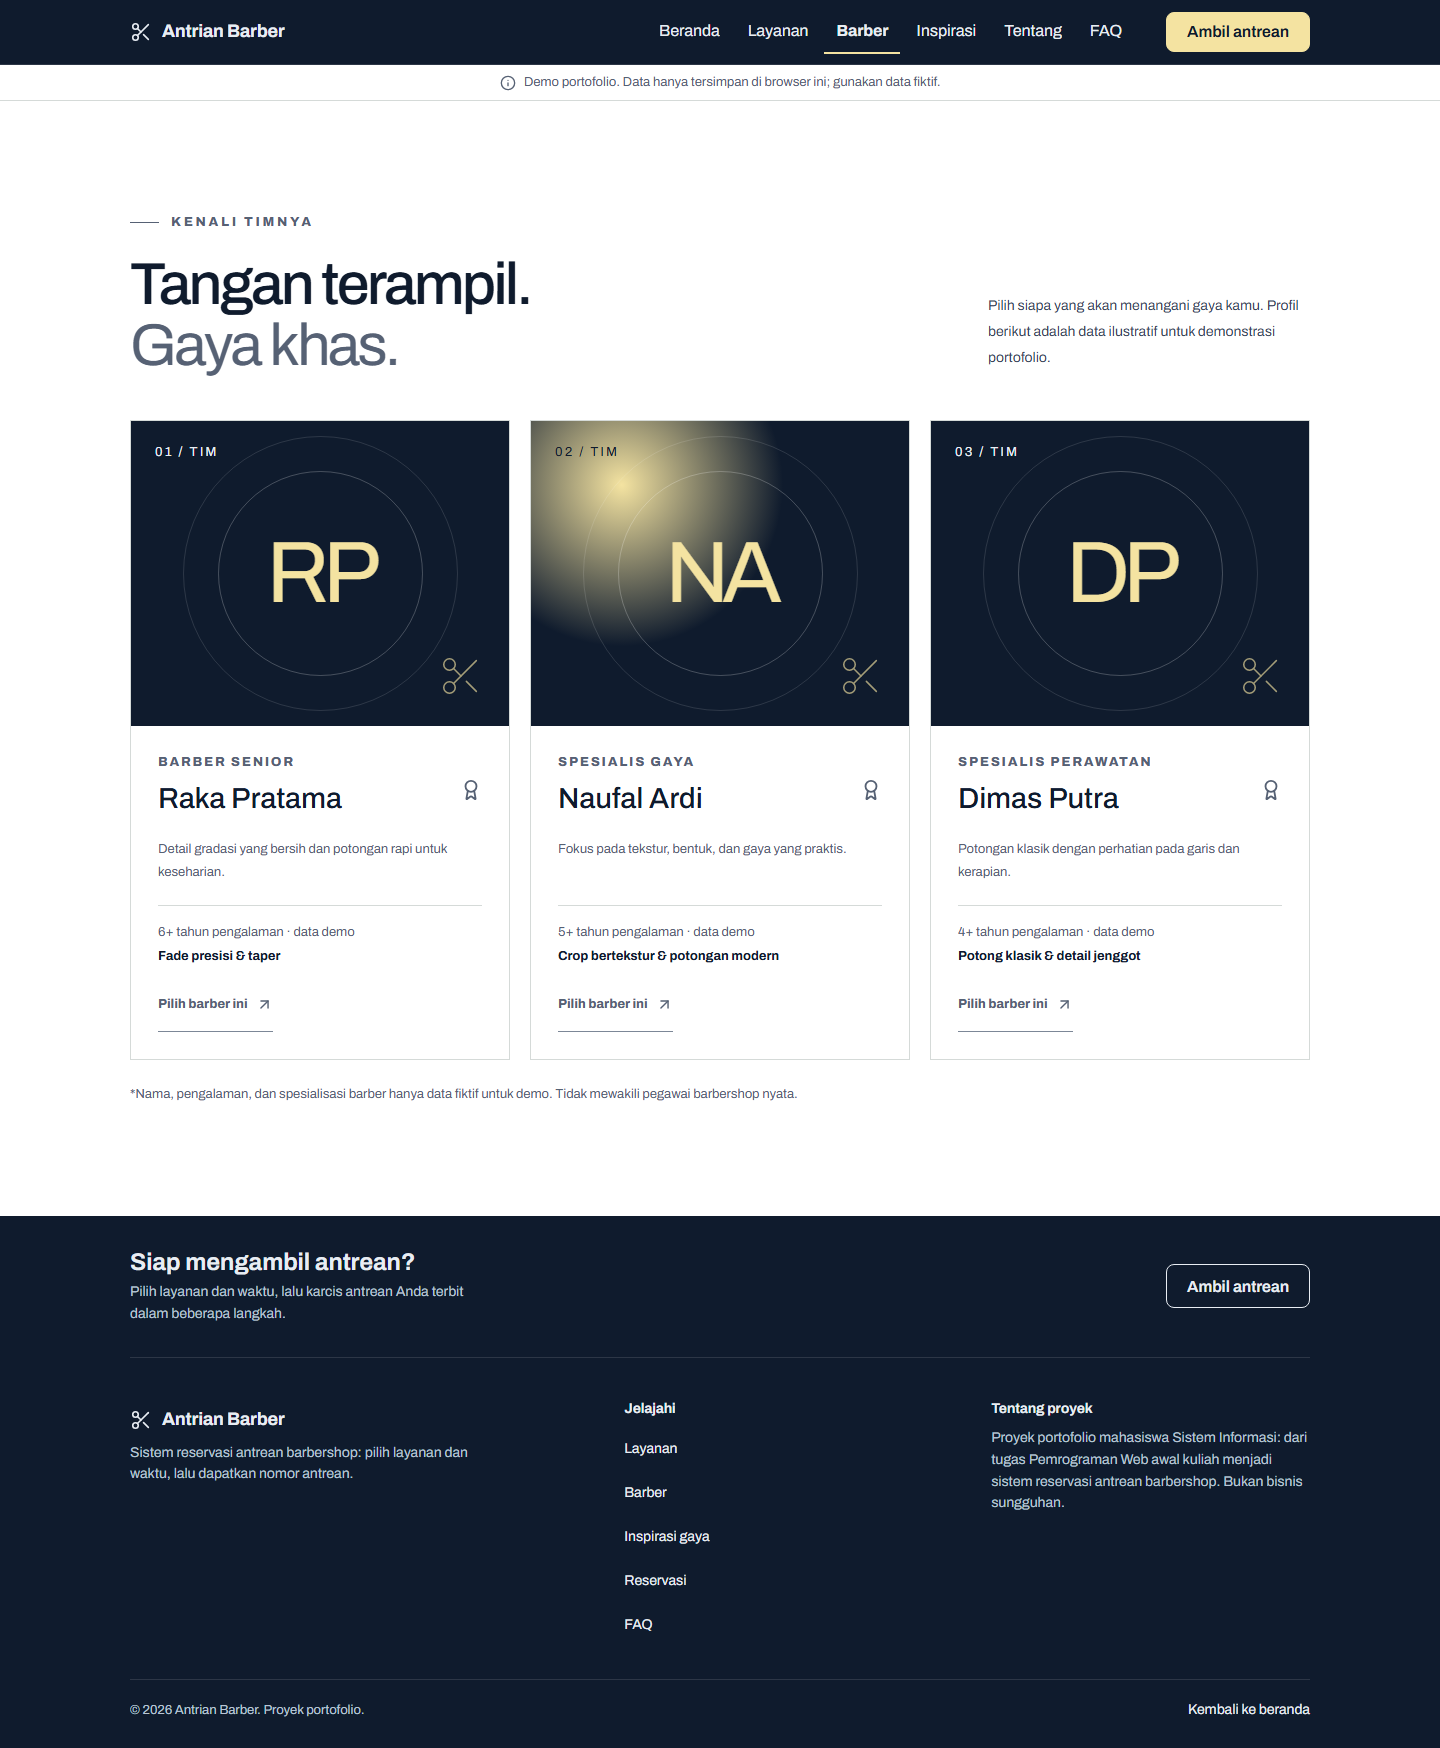 Antrian Barber
Beranda
Layanan
Barber
Inspirasi
Tentang
FAQ
Ambil antrean
Demo portofolio. Data hanya tersimpan di browser ini; gunakan data fiktif.
KENALI TIMNYA
Tangan terampil.
Gaya khas.
Pilih siapa yang akan menangani gaya kamu. Profil
berikut adalah data ilustratif untuk demonstrasi
portofolio.
01 / TIM
RP
BARBER SENIOR
Raka Pratama
Detail gradasi yang bersih dan potongan rapi untuk
keseharian.
6+ tahun pengalaman · data demo
Fade presisi & taper
Pilih barber ini
02 / TIM
NA
SPESIALIS GAYA
Naufal Ardi
Fokus pada tekstur, bentuk, dan gaya yang praktis.
5+ tahun pengalaman · data demo
Crop bertekstur & potongan modern
Pilih barber ini
03 / TIM
DP
SPESIALIS PERAWATAN
Dimas Putra
Potongan klasik dengan perhatian pada garis dan
kerapian.
4+ tahun pengalaman · data demo
Potong klasik & detail jenggot
Pilih barber ini
*Nama, pengalaman, dan spesialisasi barber hanya data fiktif untuk demo. Tidak mewakili pegawai barbershop nyata.
Siap mengambil antrean?
Pilih layanan dan waktu, lalu karcis antrean Anda terbit
dalam beberapa langkah.
Ambil antrean
Antrian Barber
Sistem reservasi antrean barbershop: pilih layanan dan
waktu, lalu dapatkan nomor antrean.
Jelajahi
Layanan
Barber
Inspirasi gaya
Reservasi
FAQ
Tentang proyek
Proyek portofolio mahasiswa Sistem Informasi: dari
tugas Pemrograman Web awal kuliah menjadi
sistem reservasi antrean barbershop. Bukan bisnis
sungguhan.
© 2026 Antrian Barber. Proyek portofolio.
Kembali ke beranda